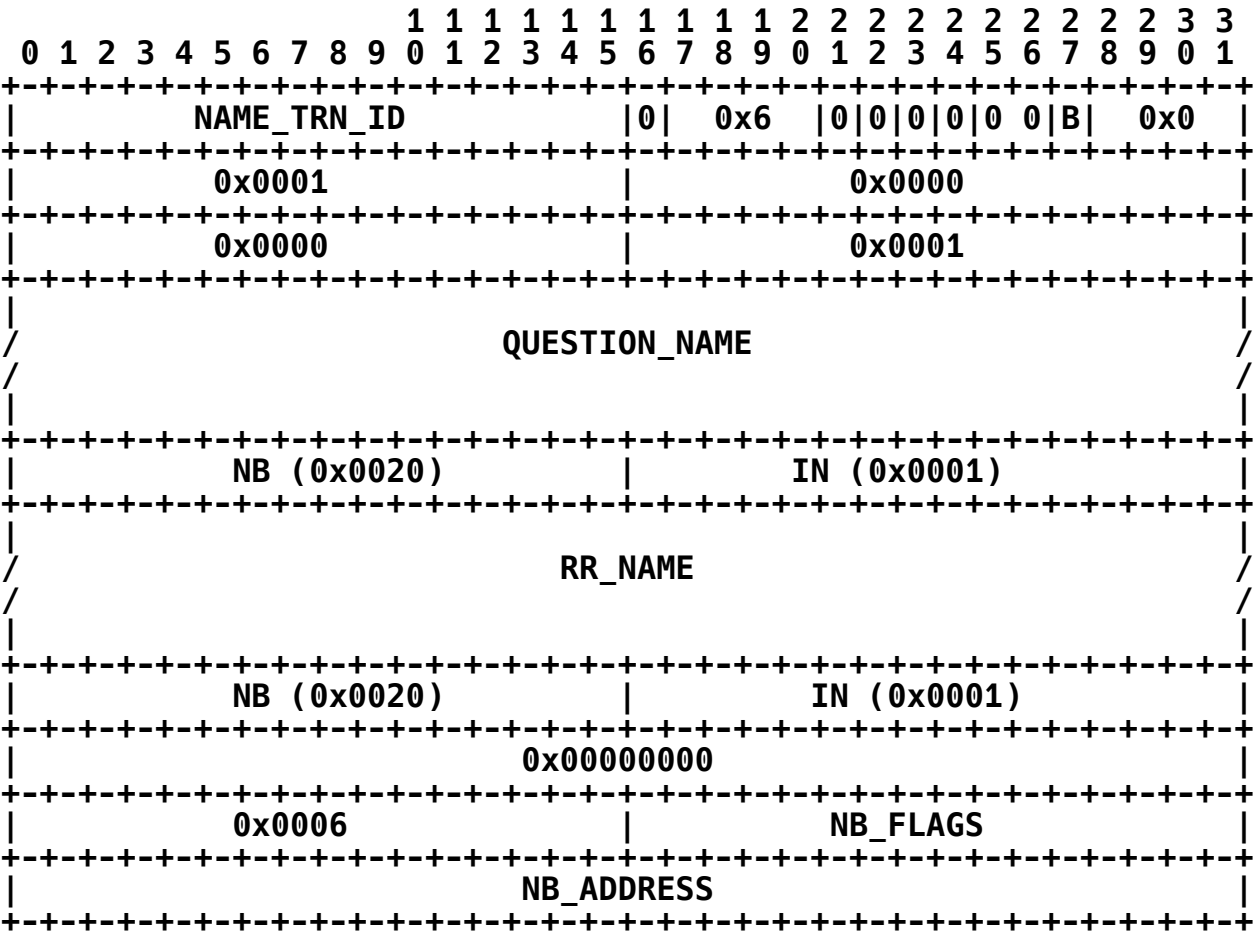 1 1 1 1 1 1 1 1 1 1 2 2 2 2 2 2 2 2 2 2 3 3
  0 1 2 3 4 5 6 7 8 9 0 1 2 3 4 5 6 7 8 9 0 1 2 3 4 5 6 7 8 9 0 1
 +-+-+-+-+-+-+-+-+-+-+-+-+-+-+-+-+-+-+-+-+-+-+-+-+-+-+-+-+-+-+-+-+
 |         NAME_TRN_ID           |0|  0x6  |0|0|0|0|0 0|B|  0x0  |
 +-+-+-+-+-+-+-+-+-+-+-+-+-+-+-+-+-+-+-+-+-+-+-+-+-+-+-+-+-+-+-+-+
 |          0x0001               |           0x0000              |
 +-+-+-+-+-+-+-+-+-+-+-+-+-+-+-+-+-+-+-+-+-+-+-+-+-+-+-+-+-+-+-+-+
 |          0x0000               |           0x0001              |
 +-+-+-+-+-+-+-+-+-+-+-+-+-+-+-+-+-+-+-+-+-+-+-+-+-+-+-+-+-+-+-+-+
 |                                                               |
 /                         QUESTION_NAME                         /
 /                                                               /
 |                                                               |
 +-+-+-+-+-+-+-+-+-+-+-+-+-+-+-+-+-+-+-+-+-+-+-+-+-+-+-+-+-+-+-+-+
 |           NB (0x0020)         |        IN (0x0001)            |
 +-+-+-+-+-+-+-+-+-+-+-+-+-+-+-+-+-+-+-+-+-+-+-+-+-+-+-+-+-+-+-+-+
 |                                                               |
 /                            RR_NAME                            /
 /                                                               /
 |                                                               |
 +-+-+-+-+-+-+-+-+-+-+-+-+-+-+-+-+-+-+-+-+-+-+-+-+-+-+-+-+-+-+-+-+
 |           NB (0x0020)         |         IN (0x0001)           |
 +-+-+-+-+-+-+-+-+-+-+-+-+-+-+-+-+-+-+-+-+-+-+-+-+-+-+-+-+-+-+-+-+
 |                          0x00000000                           |
 +-+-+-+-+-+-+-+-+-+-+-+-+-+-+-+-+-+-+-+-+-+-+-+-+-+-+-+-+-+-+-+-+
 |           0x0006              |          NB_FLAGS             |
 +-+-+-+-+-+-+-+-+-+-+-+-+-+-+-+-+-+-+-+-+-+-+-+-+-+-+-+-+-+-+-+-+
 |                          NB_ADDRESS                           |
 +-+-+-+-+-+-+-+-+-+-+-+-+-+-+-+-+-+-+-+-+-+-+-+-+-+-+-+-+-+-+-+-+